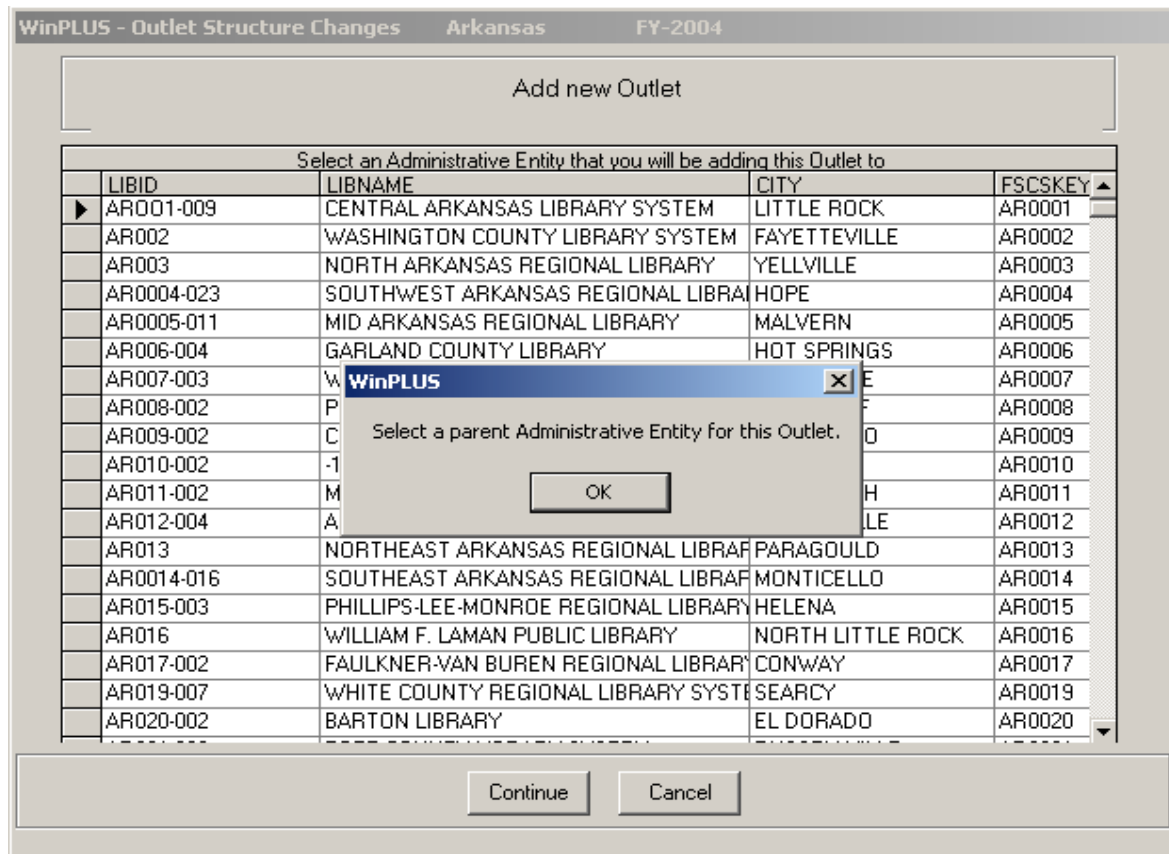 WinPLUS - Outlet Structure Changes Arkansas FY-2004
Add new Outlet
Select an Administrative Entity that you will be adding this Outlet to
LIBID LIBNAME CITY FSCSKEY
AROO1-009 CENTRAL ARKANSAS LIBRARY SYSTEM LITTLE ROCK AR0001
AR002 WASHINGTON COUNTY LIBRARY SYSTEM FAYETTEVILLE AR0002
AR003 NORTH ARKANSAS REGIONAL LIBRARY YELLVILLE AR0003
AR0004-023 SOUTHWEST ARKANSAS REGIONAL LIBRA HOPE AR0004
AR0005-011 MID ARKANSAS REGIONAL LIBRARY MALVERN AR0005
AR006-004 GARLAND COUNTY LIBRARY HOT SPRINGS AR0006
AR007-003 W E AR0007
AR008-002 P F AR0008
AR009-002 C O AR0009
AR010-002 -1 AR0010
AR011-002 M H AR0011
AR012-004 A LLE AR0012
WinPLUS
Select a parent Administrative Entity for this Outlet.
OK
AR013 NORTHEAST ARKANSAS REGIONAL LIBRAR PARAGOULD AR0013
AR0014-016 SOUTHEAST ARKANSAS REGIONAL LIBRAR MONTICELLO AR0014
AR015-003 PHILLIPS-LEE-MONROE REGIONAL LIBRARY HELENA AR0015
AR016 WILLIAM F. LAMAN PUBLIC LIBRARY NORTH LITTLE ROCK AR0016
AR017-002 FAULKNER-VAN BUREN REGIONAL LIBRAR CONWAY AR0017
AR019-007 WHITE COUNTY REGIONAL LIBRARY SYSTE SEARCY AR0019
AR020-002 BARTON LIBRARY EL DORADO AR0020
Continue Cancel